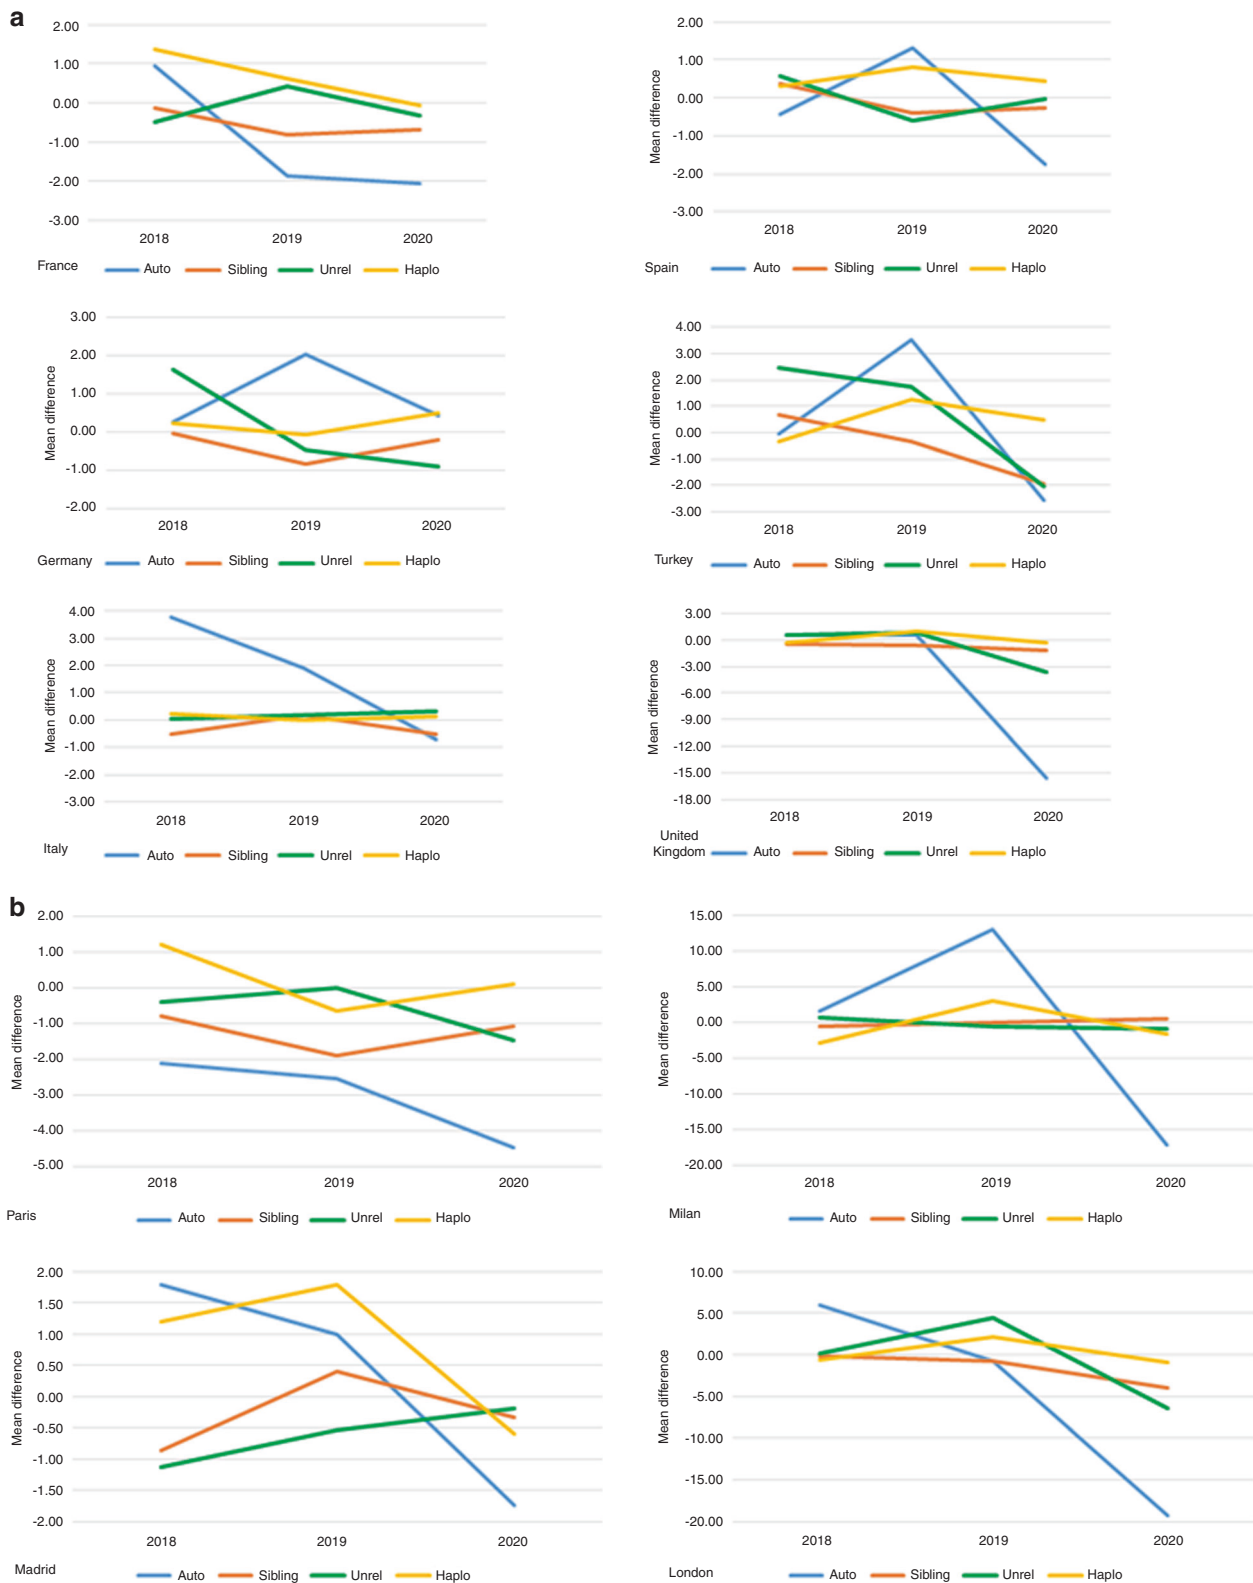 a
2.00
1.00
0.00
-1.00
-2.00
-3.00
2018 2019 2020
France Auto Sibling Unrel Haplo
Mean difference
2.00
1.00
0.00
-1.00
-2.00
-3.00
2018 2019 2020
Spain Auto Sibling Unrel Haplo
Mean difference
3.00
2.00
1.00
0.00
-1.00
-2.00
2018 2019 2020
Germany Auto Sibling Unrel Haplo
Mean difference
4.00
3.00
2.00
1.00
0.00
-1.00
-2.00
-3.00
2018 2019 2020
Turkey Auto Sibling Unrel Haplo
Mean difference
4.00
3.00
2.00
1.00
0.00
-1.00
-2.00
-3.00
2018 2019 2020
Italy Auto Sibling Unrel Haplo
Mean difference
3.00
0.00
-3.00
-6.00
-9.00
-12.00
-15.00
-18.00
2018 2019 2020
United
Kingdom Auto Sibling Unrel Haplo
b
Mean difference
2.00
1.00
0.00
-1.00
-2.00
-3.00
-4.00
-5.00
2018 2019 2020
Paris Auto Sibling Unrel Haplo
Mean difference
15.00
10.00
5.00
0.00
-5.00
-10.00
-15.00
-20.00
2018 2019 2020
Milan Auto Sibling Unrel Haplo
Mean difference
2.00
1.50
1.00
0.50
0.00
-0.50
-1.00
-1.50
-2.00
2018 2019 2020
Madrid Auto Sibling Unrel Haplo
Mean difference
10.00
5.00
0.00
-5.00
-10.00
-15.00
-20.00
2018 2019 2020
London Auto Sibling Unrel Haplo